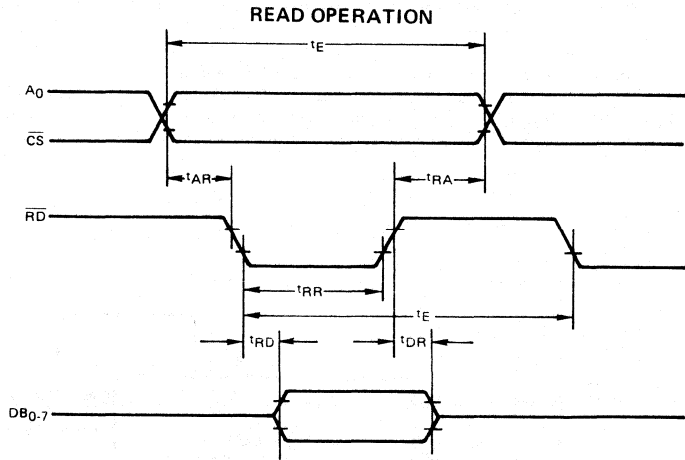 READ OPERATION
tE
A0
CS
tAR
tRA
RD
tRR
tE
tRD
tDR
DB0-7